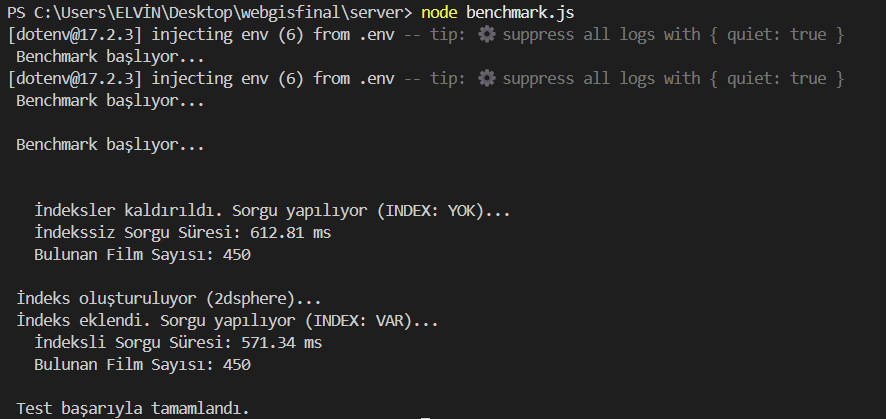 PS C:\Users\ELVİN\Desktop\webgisfinal\server> node benchmark.js
[dotenv@17.2.3] injecting env (6) from .env -- tip: ⚙️ suppress all logs with { quiet: true }
Benchmark başlıyor...
[dotenv@17.2.3] injecting env (6) from .env -- tip: ⚙️ suppress all logs with { quiet: true }
Benchmark başlıyor...
Benchmark başlıyor...
İndeksler kaldırıldı. Sorgu yapılıyor (INDEX: YOK)...
İndekssiz Sorgu Süresi: 612.81 ms
Bulunan Film Sayısı: 450
İndeks oluşturuluyor (2dsphere)...
İndeks eklendi. Sorgu yapılıyor (INDEX: VAR)...
İndeksli Sorgu Süresi: 571.34 ms
Bulunan Film Sayısı: 450
Test başarıyla tamamlandı.